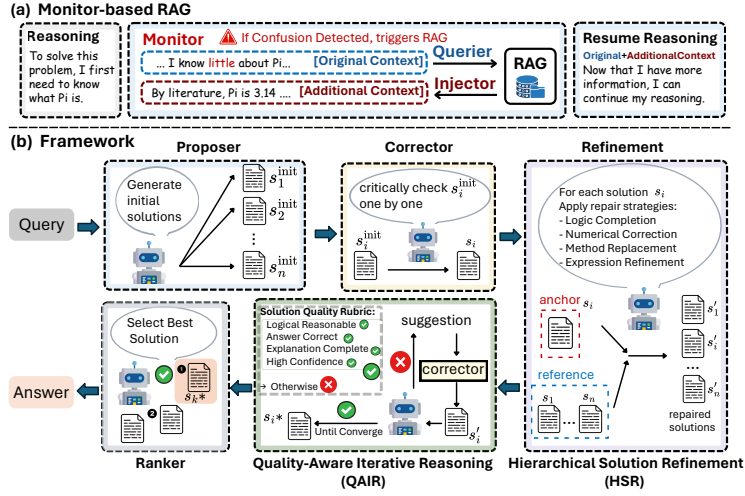 (a) Monitor-based RAG
Reasoning
To solve this
problem, I first
need to know
what Pi is.
Monitor
If Confusion Detected, triggers RAG
... I know little about Pi... [Original Context]
By literature, Pi is 3.14 .... [Additional Context]
Querier
Injector
RAG
Resume Reasoning
Original+AdditionalContext
Now that I have more
information, I can
continue my reasoning.
(b) Framework
Query
Proposer
Generate
initial
solutions
s_1^init
s_2^init
⋮
s_n^init
Corrector
critically check s_i^init
one by one
s_i^init
s_i
Refinement
For each solution s_i
Apply repair strategies:
- Logic Completion
- Numerical Correction
- Method Replacement
- Expression Refinement
anchor s_i
reference
s_1 s_n
...
s'_1
s'_i
...
s'_n
repaired
solutions
Hierarchical Solution Refinement
(HSR)
Solution Quality Rubric:
Logical Reasonable
Answer Correct
Explanation Complete
High Confidence
→ Otherwise
suggestion
corrector
s'_i
s_i*
Until Converge
Quality-Aware Iterative Reasoning
(QAIR)
Select Best
Solution
1
s_k*
2
Ranker
Answer